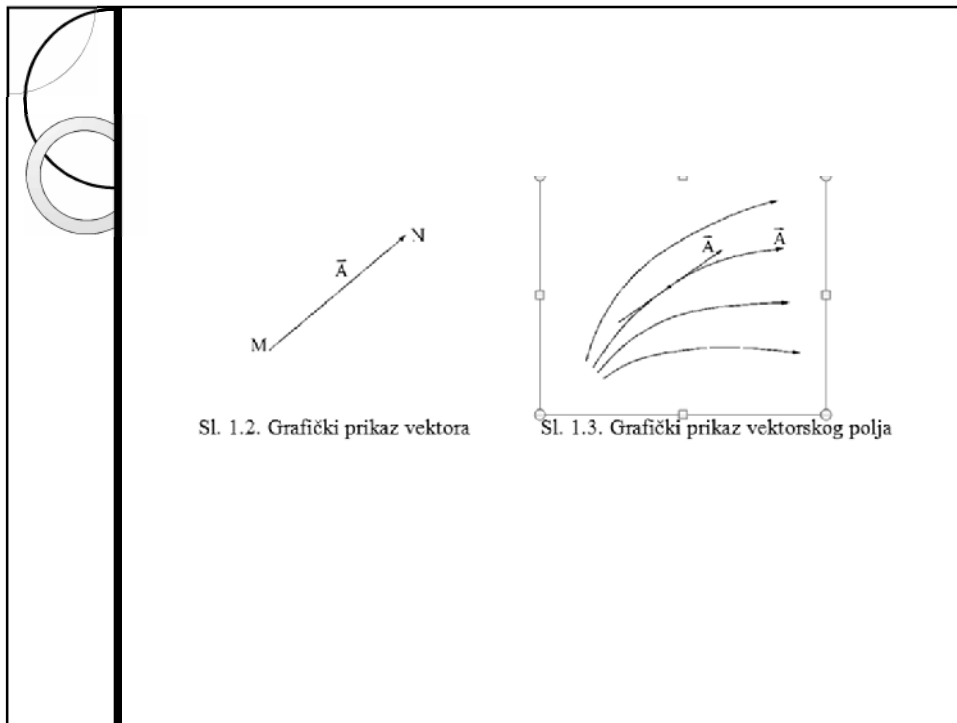 N
Ā
M
Sl. 1.2. Grafički prikaz vektora
Ā
Ā
Sl. 1.3. Grafički prikaz vektorskog polja